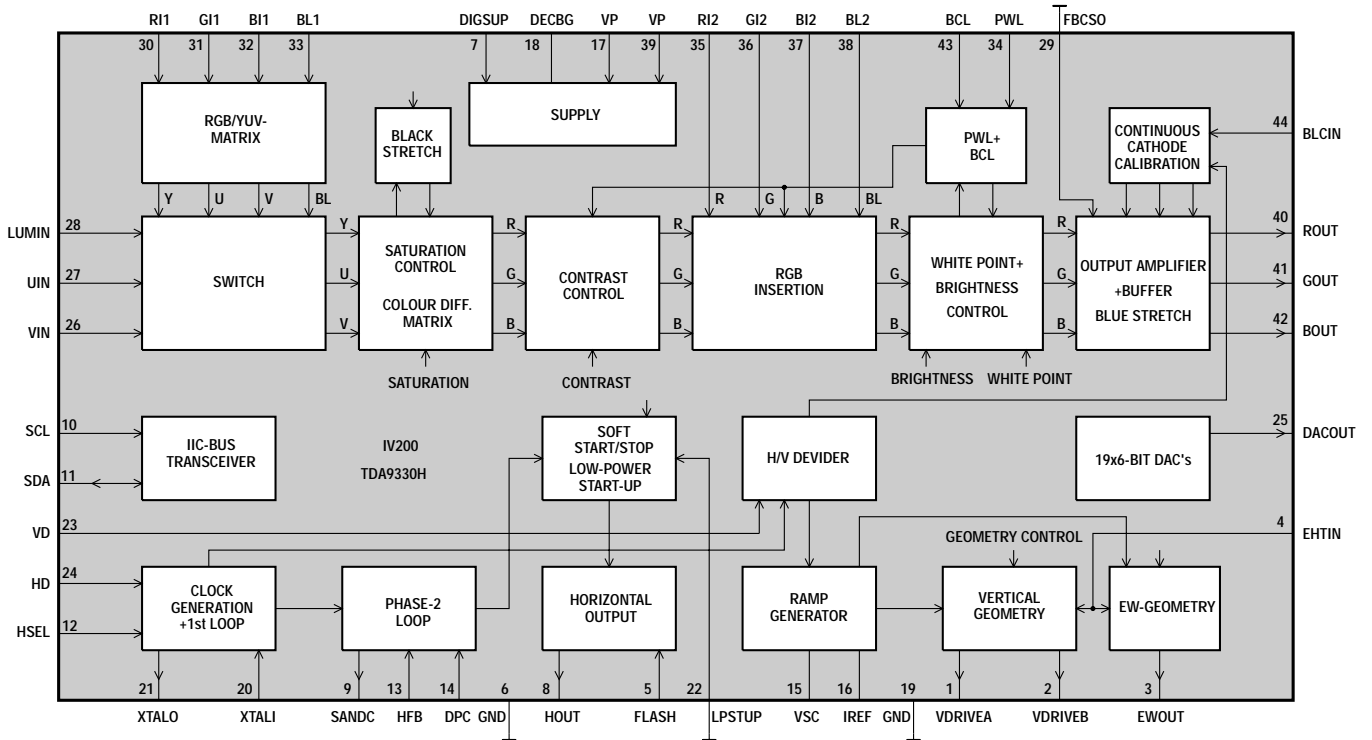 RI1 GI1 BI1 BL1 DIGSUP DECBG VP VP RI2 GI2 BI2 BL2 BCL PWL FBCSO
30 31 32 33 7 18 17 39 35 36 37 38 43 34 29
RGB/YUV-
MATRIX
BLACK
STRETCH
SUPPLY
PWL+
BCL
CONTINUOUS
CATHODE
CALIBRATION
44 BLCIN
Y U V BL
R G B BL
LUMIN 28
UIN 27
VIN 26
SWITCH
Y
U
V
SATURATION
CONTROL
COLOUR DIFF.
MATRIX
R
G
B
CONTRAST
CONTROL
R
G
B
RGB
INSERTION
R
G
B
WHITE POINT+
BRIGHTNESS
CONTROL
R
G
B
OUTPUT AMPLIFIER
+BUFFER
BLUE STRETCH
40 ROUT
41 GOUT
42 BOUT
SATURATION CONTRAST BRIGHTNESS WHITE POINT
SCL 10
SDA 11
IIC-BUS
TRANSCEIVER
IV200
TDA9330H
SOFT
START/STOP
LOW-POWER
START-UP
H/V DEVIDER
19x6-BIT DAC's
25 DACOUT
VD 23
HD 24
HSEL 12
GEOMETRY CONTROL
4 EHTIN
CLOCK
GENERATION
+1st LOOP
PHASE-2
LOOP
HORIZONTAL
OUTPUT
RAMP
GENERATOR
VERTICAL
GEOMETRY
EW-GEOMETRY
21 20 9 13 14 6 8 5 22 15 16 19 1 2 3
XTALO XTALI SANDC HFB DPC GND HOUT FLASH LPSTUP VSC IREF GND VDRIVEA VDRIVEB EWOUT